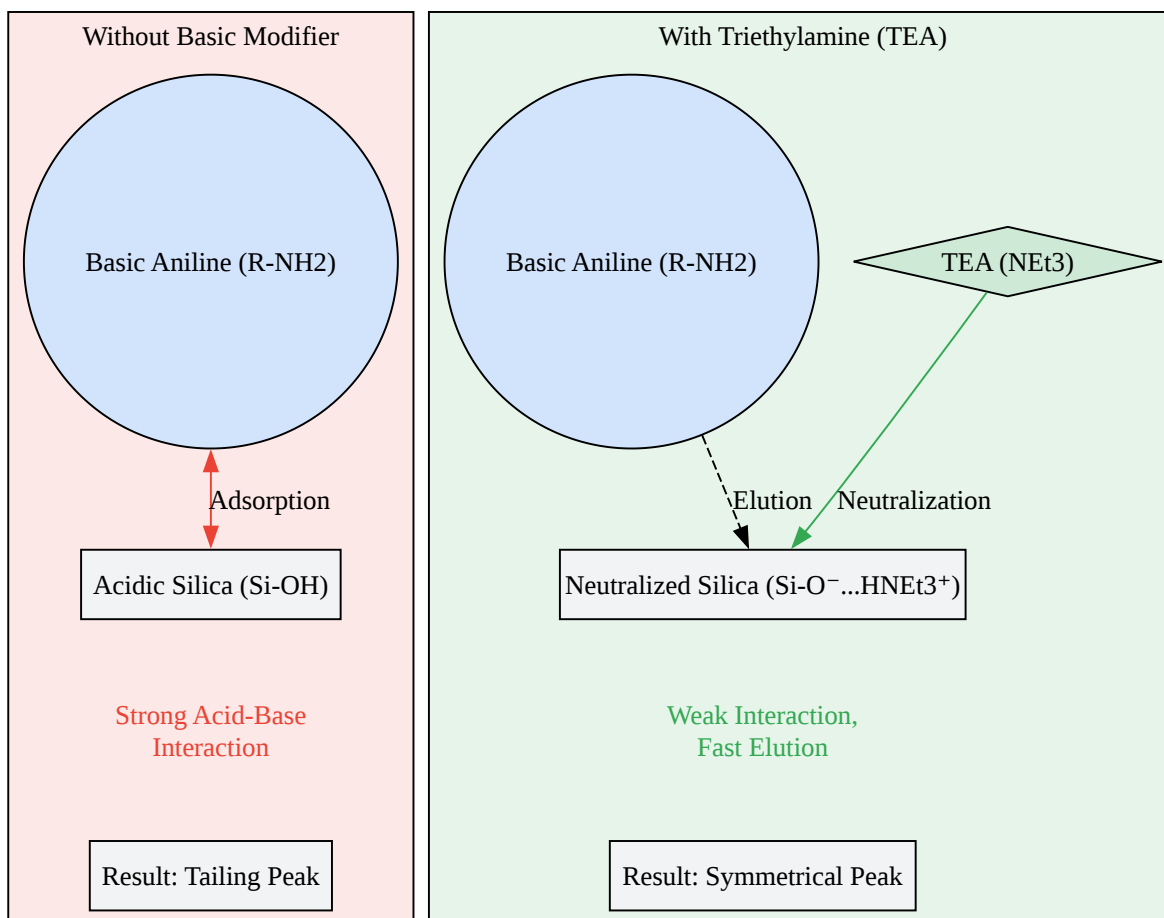 Without Basic Modifier
Basic Aniline (R-NH2)
Adsorption
Acidic Silica (Si-OH)
Strong Acid-Base
Interaction
Result: Tailing Peak
With Triethylamine (TEA)
Basic Aniline (R-NH2)
TEA (NEt3)
Elution
Neutralization
Neutralized Silica (Si-O⁻...HNEt3⁺)
Weak Interaction,
Fast Elution
Result: Symmetrical Peak